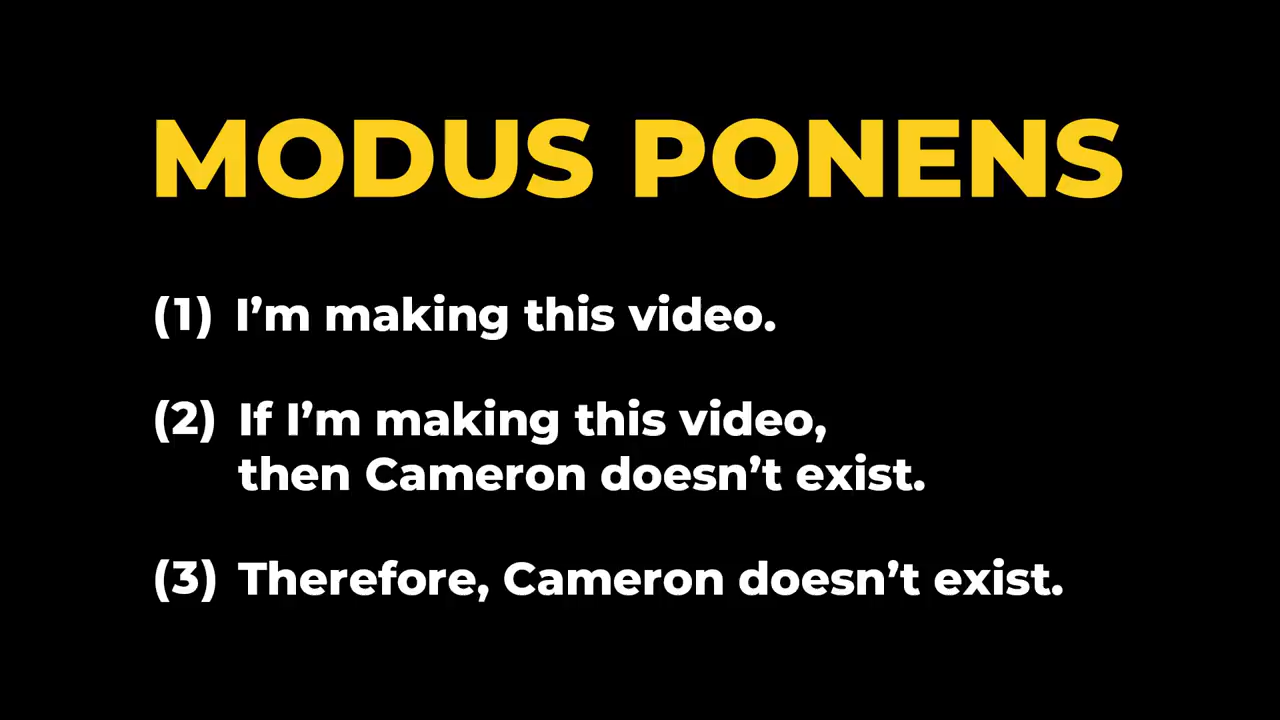 MODUS PONENS
(1) I’m making this video.
(2) If I’m making this video,
then Cameron doesn’t exist.
(3) Therefore, Cameron doesn’t exist.